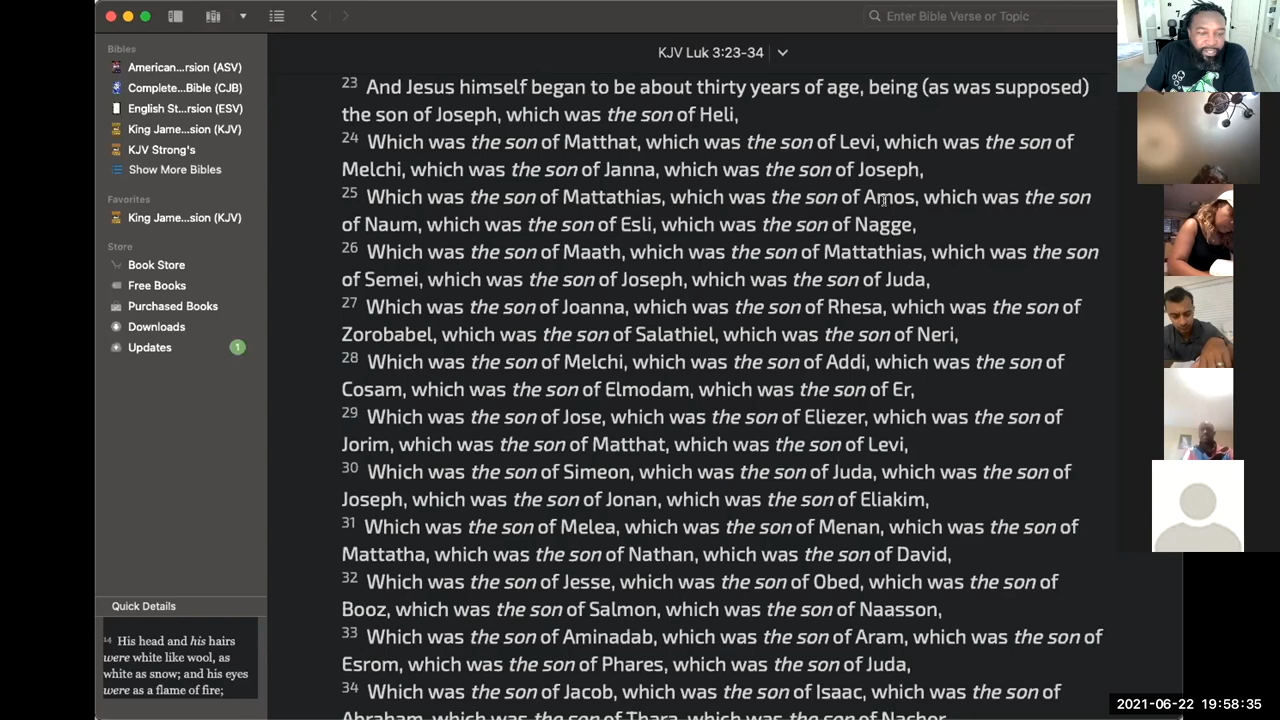 Enter Bible Verse or Topic
Bibles
American...rsion (ASV)
Complete...Bible (CJB)
English St...rsion (ESV)
King Jame...sion (KJV)
KJV Strong's
Show More Bibles
Favorites
King Jame...sion (KJV)
Store
Book Store
Free Books
Purchased Books
Downloads
Updates 1
Quick Details
14 His head and his hairs
were white like wool, as
white as snow; and his eyes
were as a flame of fire;
KJV Luk 3:23-34
23 And Jesus himself began to be about thirty years of age, being (as was supposed)
the son of Joseph, which was the son of Heli,
24 Which was the son of Matthat, which was the son of Levi, which was the son of
Melchi, which was the son of Janna, which was the son of Joseph,
25 Which was the son of Mattathias, which was the son of Amos, which was the son
of Naum, which was the son of Esli, which was the son of Nagge,
26 Which was the son of Maath, which was the son of Mattathias, which was the son
of Semei, which was the son of Joseph, which was the son of Juda,
27 Which was the son of Joanna, which was the son of Rhesa, which was the son of
Zorobabel, which was the son of Salathiel, which was the son of Neri,
28 Which was the son of Melchi, which was the son of Addi, which was the son of
Cosam, which was the son of Elmodam, which was the son of Er,
29 Which was the son of Jose, which was the son of Eliezer, which was the son of
Jorim, which was the son of Matthat, which was the son of Levi,
30 Which was the son of Simeon, which was the son of Juda, which was the son of
Joseph, which was the son of Jonan, which was the son of Eliakim,
31 Which was the son of Melea, which was the son of Menan, which was the son of
Mattatha, which was the son of Nathan, which was the son of David,
32 Which was the son of Jesse, which was the son of Obed, which was the son of
Booz, which was the son of Salmon, which was the son of Naasson,
33 Which was the son of Aminadab, which was the son of Aram, which was the son of
Esrom, which was the son of Phares, which was the son of Juda,
34 Which was the son of Jacob, which was the son of Isaac, which was the son of
Abraham, which was the son of Thara, which was the son of Nachor
2021-06-22 19:58:35